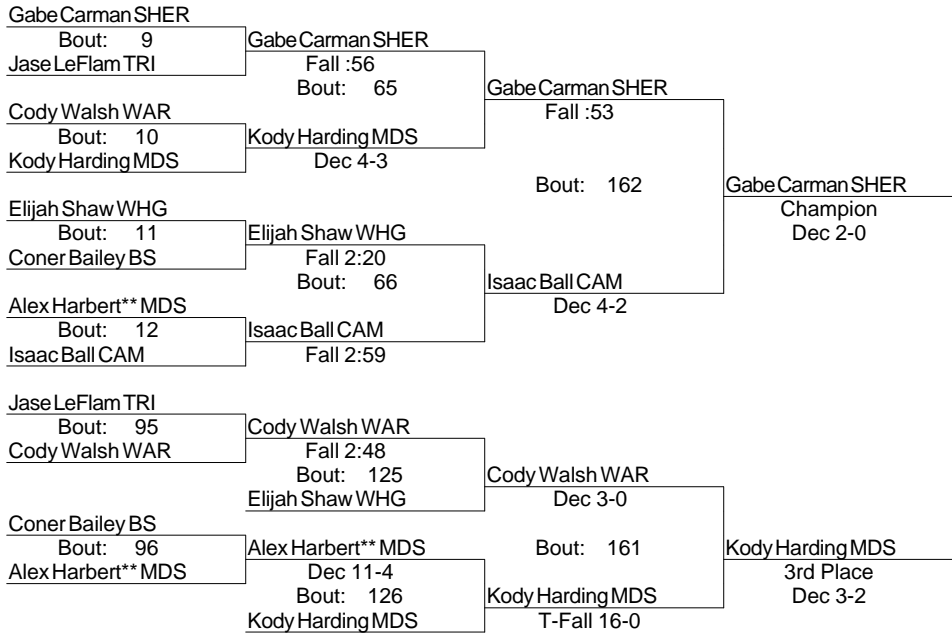 Gabe Carman SHER
Bout: 9
Jase LeFlam TRI
Gabe Carman SHER
Fall :56
Bout: 65
Cody Walsh WAR
Bout: 10
Kody Harding MDS
Kody Harding MDS
Dec 4-3
Gabe Carman SHER
Fall :53
Bout: 162
Elijah Shaw WHG
Bout: 11
Coner Bailey BS
Elijah Shaw WHG
Fall 2:20
Bout: 66
Alex Harbert** MDS
Bout: 12
Isaac Ball CAM
Isaac Ball CAM
Fall 2:59
Isaac Ball CAM
Dec 4-2
Gabe Carman SHER
Champion
Dec 2-0
Jase LeFlam TRI
Bout: 95
Cody Walsh WAR
Cody Walsh WAR
Fall 2:48
Bout: 125
Elijah Shaw WHG
Cody Walsh WAR
Dec 3-0
Coner Bailey BS
Bout: 96
Alex Harbert** MDS
Alex Harbert** MDS
Dec 11-4
Bout: 126
Kody Harding MDS
Bout: 161
Kody Harding MDS
T-Fall 16-0
Kody Harding MDS
3rd Place
Dec 3-2